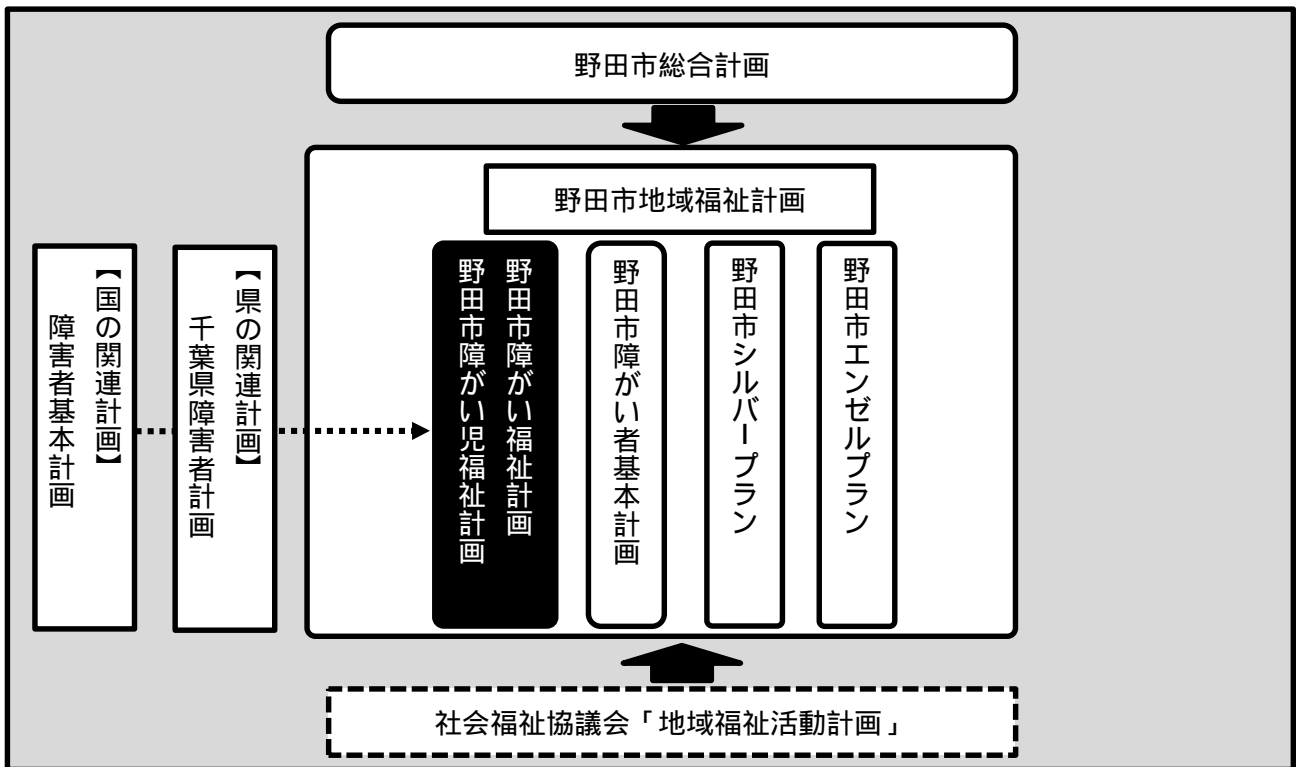 野田市総合計画
野田市地域福祉計画
野田市エンゼルプラン
野田市シルバープラン
野田市障がい者基本計画
野田市障がい福祉計画
野田市障がい児福祉計画
【県の関連計画】
千葉県障害者計画
【国の関連計画】
障害者基本計画
社会福祉協議会「地域福祉活動計画」